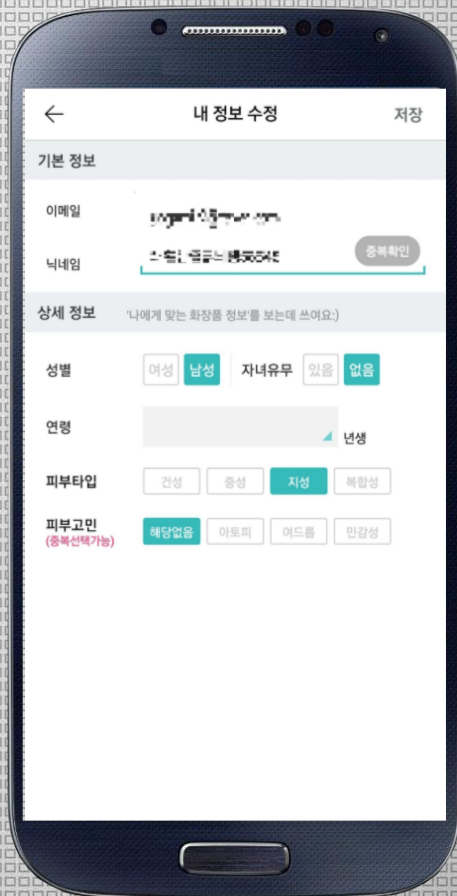 내 정보 수정 저장
기본 정보
이메일
닉네임 중복확인
상세 정보 '나에게 맞는 화장품 정보'를 보는데 쓰여요:)
성별 여성 남성 자녀유무 있음 없음
연령 년생
피부타입 건성 중성 지성 복합성
피부고민 해당없음 아토피 여드름 민감성
(중복선택가능)